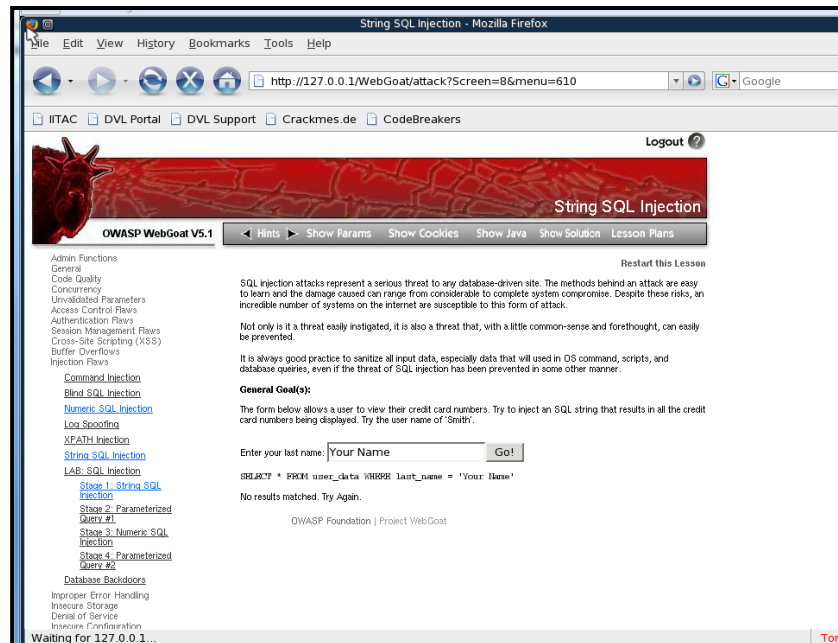 String SQL Injection - Mozilla Firefox
File Edit View History Bookmarks Tools Help
http://127.0.0.1/WebGoat/attack?Screen=8&menu=610
G Google
IITAC DVL Portal DVL Support Crackmes.de CodeBreakers
Logout ?
String SQL Injection
OWASP WebGoat V5.1
Hints Show Params Show Cookies Show Java Show Solution Lesson Plans
Admin Functions
General
Code Quality
Concurrency
Unvalidated Parameters
Access Control Flaws
Authentication Flaws
Session Management Flaws
Cross-Site Scripting (XSS)
Buffer Overflows
Injection Flaws
Command Injection
Blind SQL Injection
Numeric SQL Injection
Log Spoofing
XPATH Injection
String SQL Injection
LAB: SQL Injection
Stage 1: String SQL
Injection
Stage 2: Parameterized
Query #1
Stage 3: Numeric SQL
Injection
Stage 4: Parameterized
Query #2
Database Backdoors
Improper Error Handling
Insecure Storage
Denial of Service
Insecure Configuration
Restart this Lesson
SQL injection attacks represent a serious threat to any database-driven site. The methods behind an attack are easy
to learn and the damage caused can range from considerable to complete system compromise. Despite these risks, an
incredible number of systems on the internet are susceptible to this form of attack.
Not only is it a threat easily instigated, it is also a threat that, with a little common-sense and forethought, can easily
be prevented.
It is always good practice to sanitize all input data, especially data that will used in OS command, scripts, and
database queiries, even if the threat of SQL injection has been prevented in some other manner.
General Goal(s):
The form below allows a user to view their credit card numbers. Try to inject an SQL string that results in all the credit
card numbers being displayed. Try the user name of 'Smith'.
Enter your last name: Your Name Go!
SELECT * FROM user_data WHERE last_name = 'Your Name'
No results matched. Try Again.
OWASP Foundation | Project WebGoat
Waiting for 127.0.0.1...
Tor